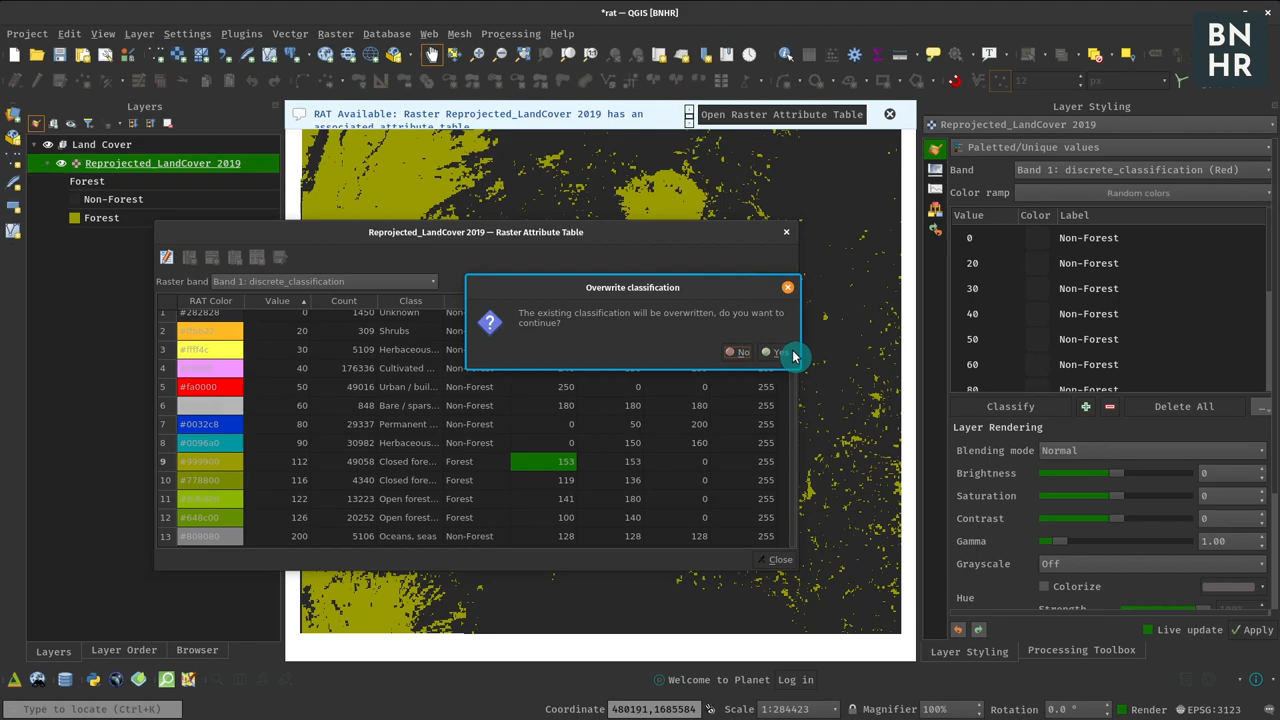 *rat — QGIS [BNHR]
BN
HR
Project Edit View Layer Settings Plugins Vector Raster Database Web Mesh Processing Help
12 px
Layers
Land Cover
Reprojected_LandCover 2019
Forest
Non-Forest
Forest
RAT Available: Raster Reprojected_LandCover 2019 has an
associated attribute table
Open Raster Attribute Table
Reprojected_LandCover 2019 — Raster Attribute Table
Raster band Band 1: discrete_classification
RAT Color Value Count Class
1 #282828 0 1450 Unknown Non-Forest
2 20 309 Shrubs
3 #ffff4c 30 5109 Herbaceous...
4 40 176336 Cultivated ...
5 #fa0000 50 49016 Urban / buil... Non-Forest 250 0 0 255
6 60 848 Bare / spars... Non-Forest 180 180 180 255
7 #0032c8 80 29337 Permanent ... Non-Forest 0 50 200 255
8 #0096a0 90 30982 Herbaceous... Non-Forest 0 150 160 255
9 #999900 112 49058 Closed fore... Forest 153 153 0 255
10 #778800 116 4340 Closed fore... Forest 119 136 0 255
11 122 13223 Open forest... Forest 141 180 0 255
12 #648c00 126 20252 Open forest... Forest 100 140 0 255
13 #808080 200 5106 Oceans, seas Non-Forest 128 128 128 255
Close
Overwrite classification
The existing classification will be overwritten, do you want to
continue?
No Yes
Layer Styling
Reprojected_LandCover 2019
Paletted/Unique values
Band Band 1: discrete_classification (Red)
Color ramp Random colors
Value Color Label
0 Non-Forest
20 Non-Forest
30 Non-Forest
40 Non-Forest
50 Non-Forest
60 Non-Forest
80 Non-Forest
Classify Delete All ...
Layer Rendering
Blending mode Normal
Brightness 0
Saturation 0
Contrast 0
Gamma 1.00
Grayscale Off
Colorize
Hue
Strength
Live update Apply
Layers Layer Order Browser
Layer Styling Processing Toolbox
Welcome to Planet Log in
Type to locate (Ctrl+K)
Coordinate 480191,1685584 Scale 1:284423 Magnifier 100% Rotation 0.0 ° Render EPSG:3123